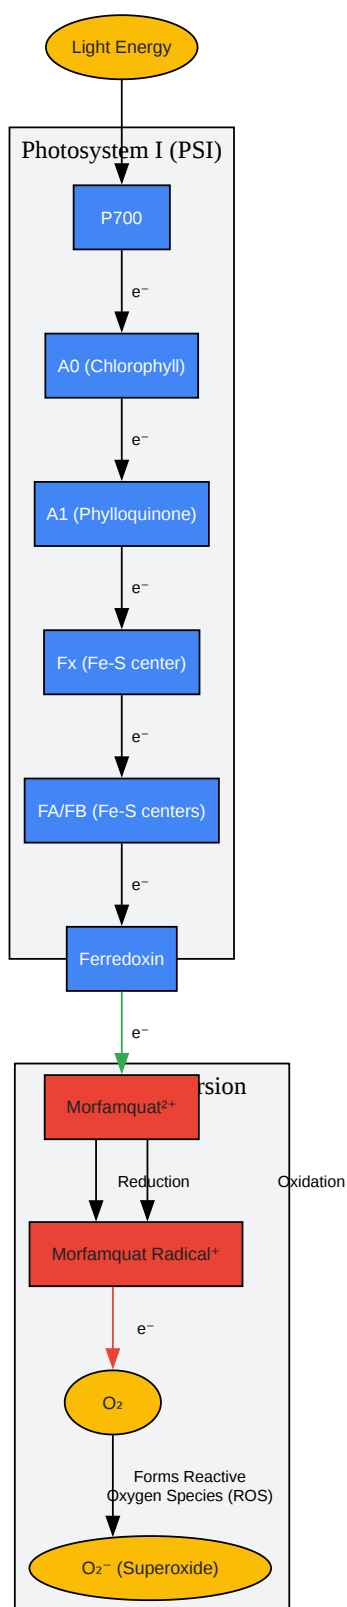 Light Energy
Photosystem I (PSI)
P700
e⁻
A0 (Chlorophyll)
e⁻
A1 (Phylloquinone)
e⁻
Fx (Fe-S center)
e⁻
FA/FB (Fe-S centers)
e⁻
Ferredoxin
e⁻
Morfamquat²⁺
Reduction
Oxidation
Morfamquat Radical⁺
e⁻
O₂
Forms Reactive
Oxygen Species (ROS)
O₂⁻ (Superoxide)